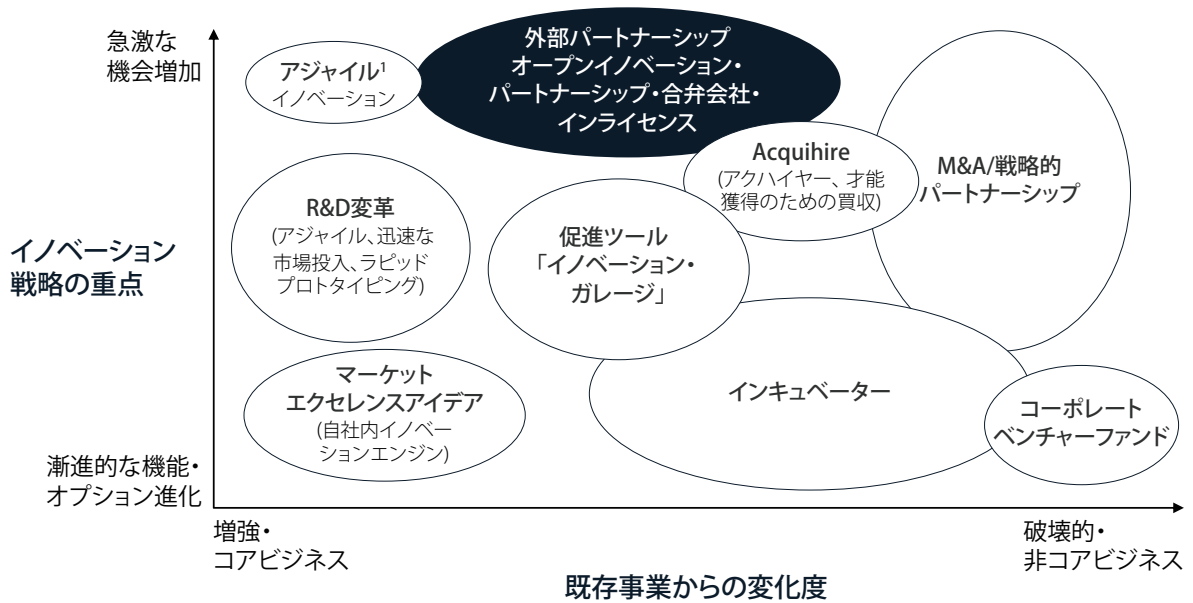 急激な
機会増加
アジャイル1
イノベーション
外部パートナーシップ
オープンイノベーション・
パートナーシップ・合弁会社・
インライセンス
Acquihire
(アクハイヤー、才能
獲得のための買収)
M&A/戦略的
パートナーシップ
R&D変革
(アジャイル、迅速な
市場投入、ラピッド
プロトタイピング)
促進ツール
「イノベーション・
ガレージ」
イノベーション
戦略の重点
マーケット
エクセレンスアイデア
(自社内イノベー
ションエンジン)
インキュベーター
コーポレート
ベンチャーファンド
漸進的な機能・
オプション進化
増強・
コアビジネス
破壊的・
非コアビジネス
既存事業からの変化度